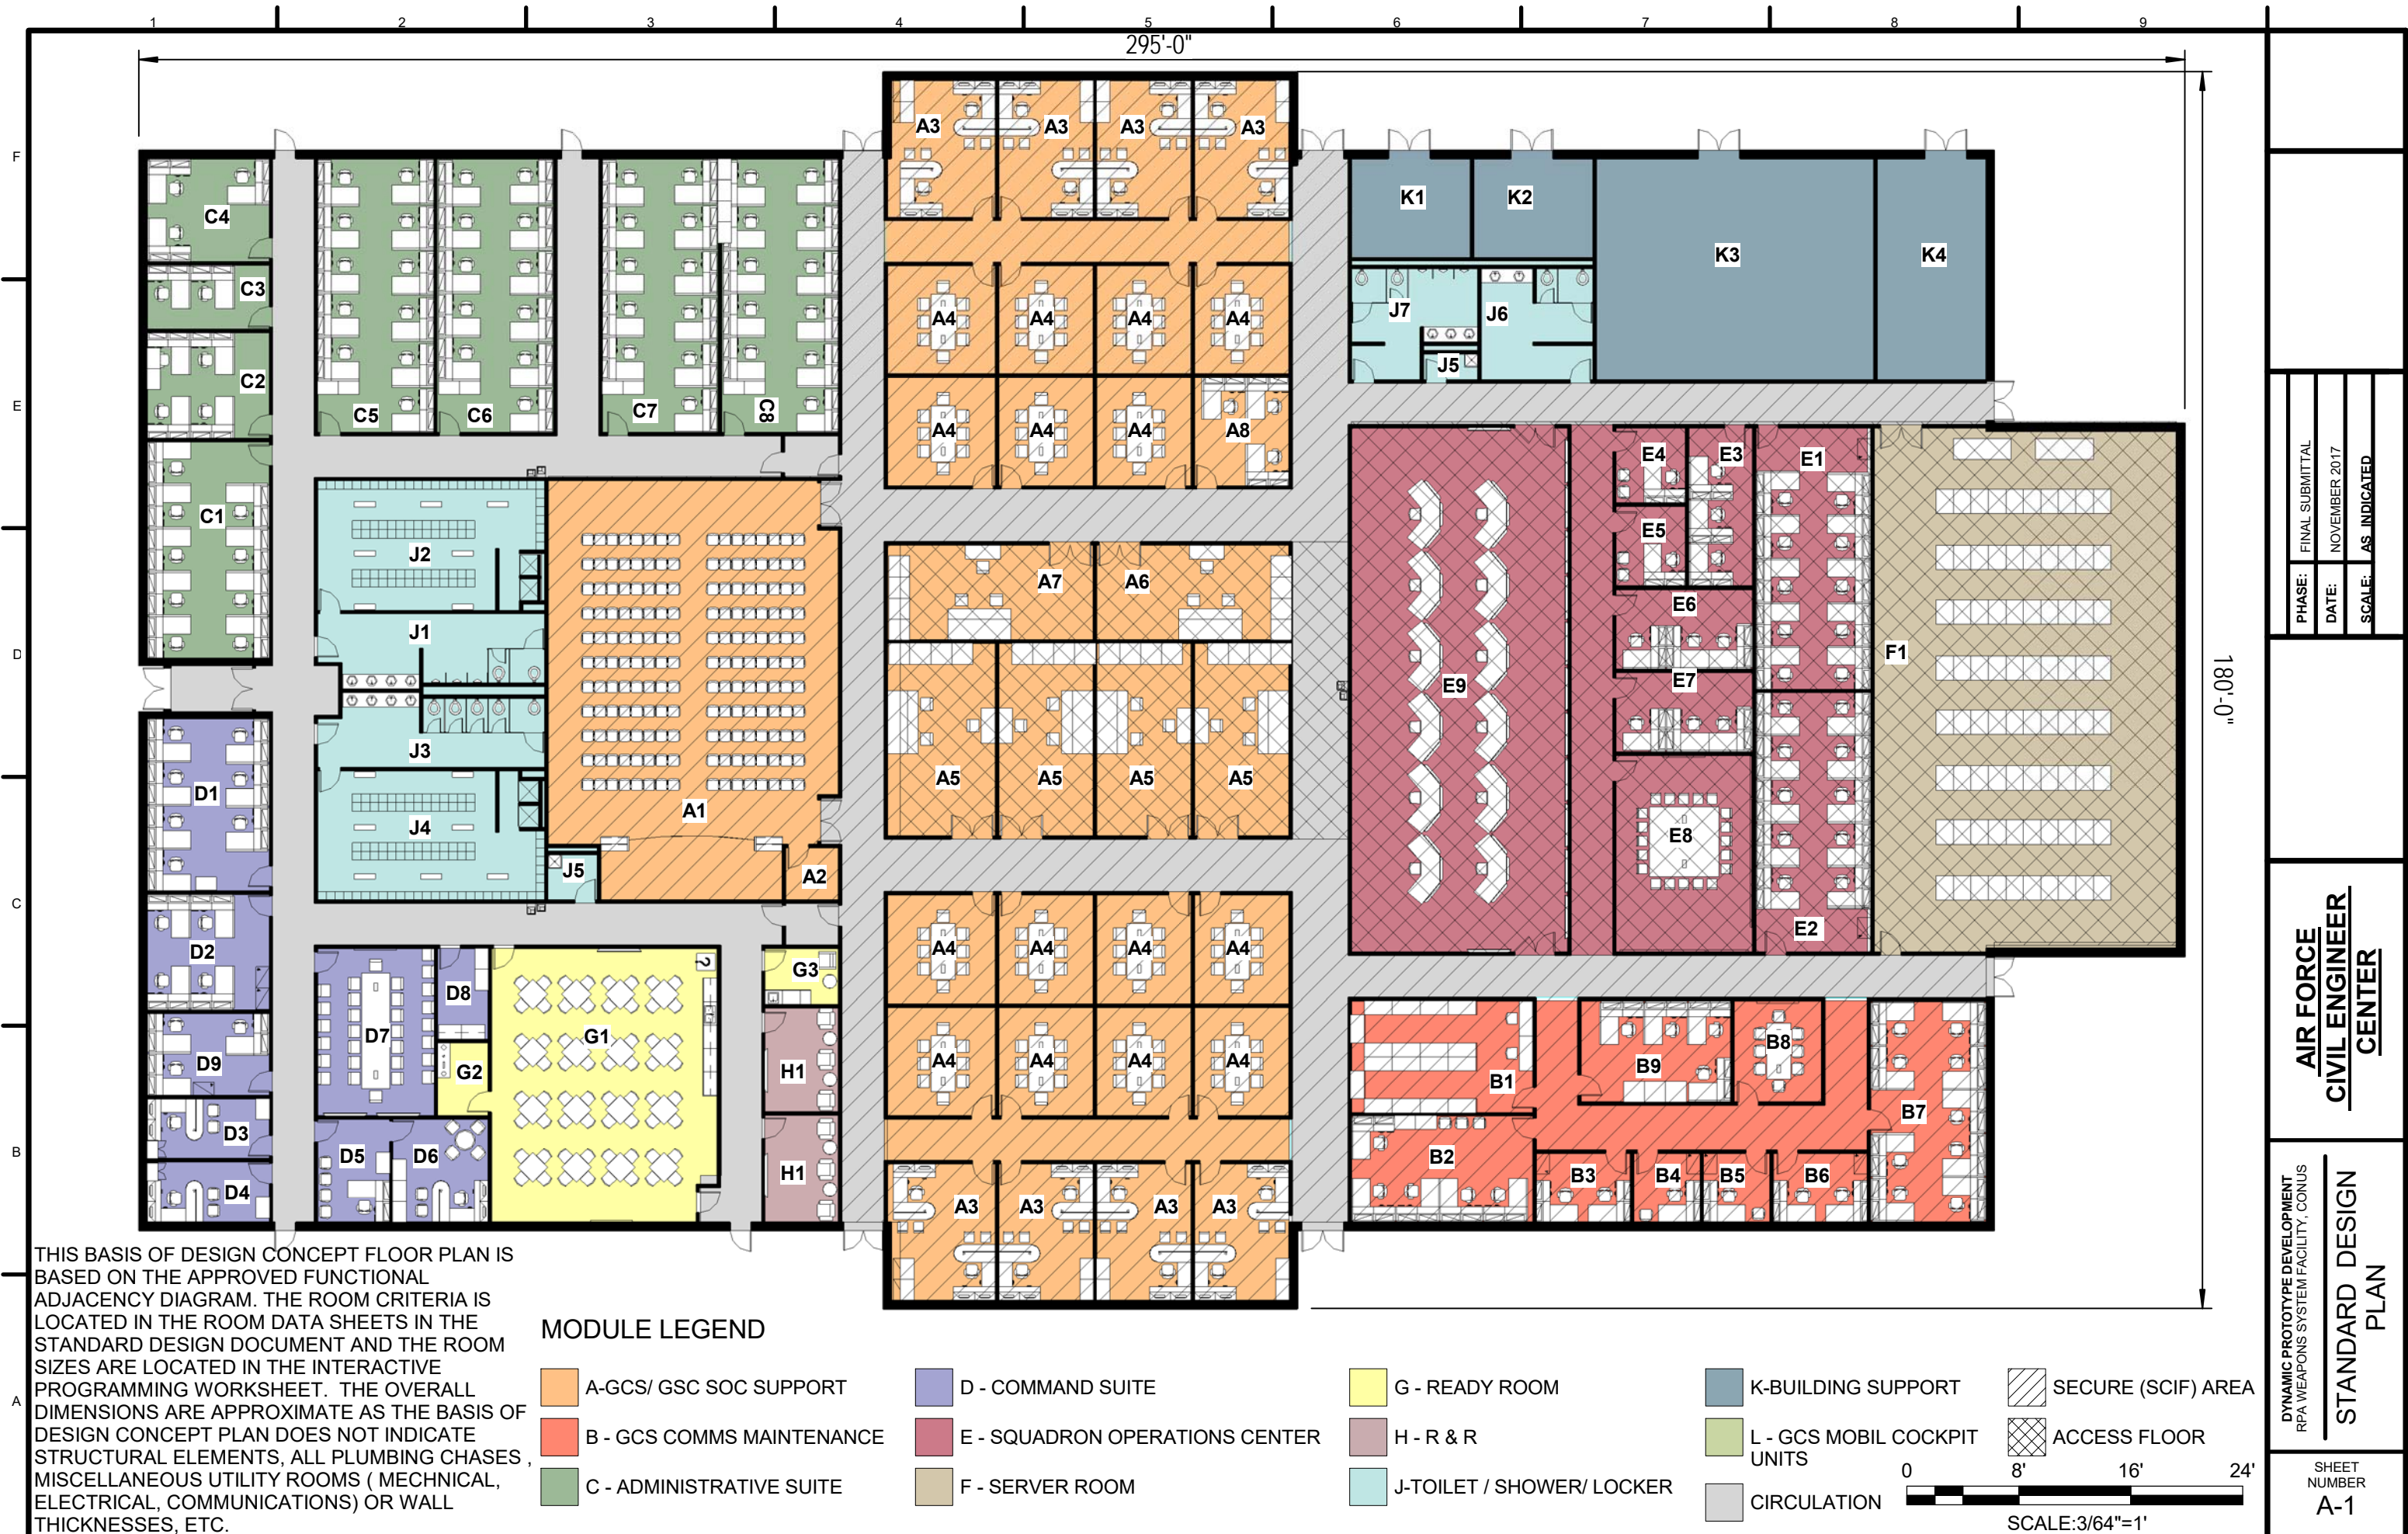 1 2 3 4 5 6 7 8 9
295'-0"
F
E
D
C
B
A
A3 A3 A3 A3
C4
K1 K2
K3 K4
C3
C2
J7 J6
J5
A4 A4 A4 A4
C5 C6 C7 C8
A4 A4 A4 A8
C1
E4 E3 E1
E5
J2
A7 A6
E6
J1
F1
E7
E9
J3
180'-0"
D1
A5 A5 A5 A5
A1
J4
E8
J5 A2
D2
E2
A4 A4 A4 A4
G3
?
D8
D7
G1
B8
D9
G2
H1
A4 A4 A4 A4
B9
B1
B7
D3
D5 D6
B2
H1
B3 B4 B5 B6
D4
A3 A3 A3 A3
THIS BASIS OF DESIGN CONCEPT FLOOR PLAN IS
BASED ON THE APPROVED FUNCTIONAL
ADJACENCY DIAGRAM. THE ROOM CRITERIA IS
LOCATED IN THE ROOM DATA SHEETS IN THE
STANDARD DESIGN DOCUMENT AND THE ROOM
SIZES ARE LOCATED IN THE INTERACTIVE
PROGRAMMING WORKSHEET. THE OVERALL
DIMENSIONS ARE APPROXIMATE AS THE BASIS OF
DESIGN CONCEPT PLAN DOES NOT INDICATE
STRUCTURAL ELEMENTS, ALL PLUMBING CHASES ,
MISCELLANEOUS UTILITY ROOMS ( MECHNICAL,
ELECTRICAL, COMMUNICATIONS) OR WALL
THICKNESSES, ETC.
MODULE LEGEND
A-GCS/ GSC SOC SUPPORT
B - GCS COMMS MAINTENANCE
C - ADMINISTRATIVE SUITE
D - COMMAND SUITE
E - SQUADRON OPERATIONS CENTER
F - SERVER ROOM
G - READY ROOM
H - R & R
J-TOILET / SHOWER/ LOCKER
K-BUILDING SUPPORT
L - GCS MOBIL COCKPIT
UNITS
CIRCULATION
SECURE (SCIF) AREA
ACCESS FLOOR
0 8' 16' 24'
SCALE:3/64"=1'
PHASE: FINAL SUBMITTAL
DATE: NOVEMBER 2017
SCALE: AS INDICATED
AIR FORCE
CIVIL ENGINEER
CENTER
DYNAMIC PROTOTYPE DEVELOPMENT
RPA WEAPONS SYSTEM FACILITY, CONUS
STANDARD DESIGN
PLAN
SHEET
NUMBER
A-1